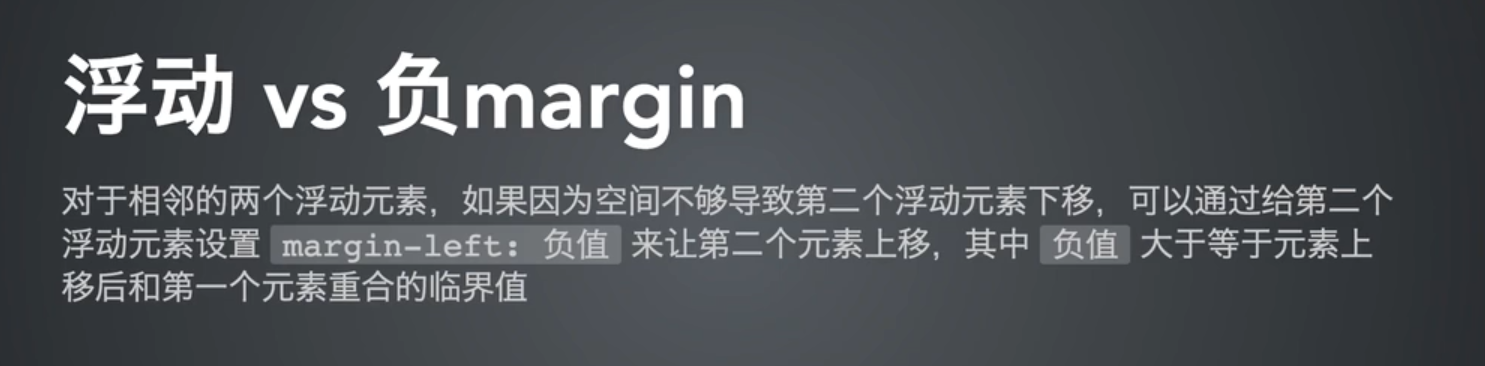 浮动 vs 负margin
对于相邻的两个浮动元素，如果因为空间不够导致第二个浮动元素下移，可以通过给第二个
浮动元素设置 margin-left: 负值 来让第二个元素上移，其中 负值 大于等于元素上
移后和第一个元素重合的临界值